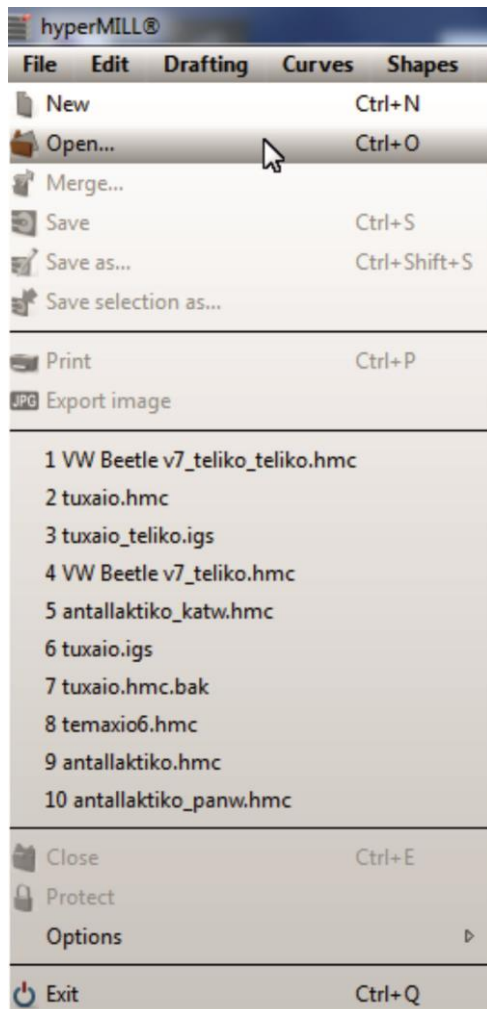 hyperMILL®
File Edit Drafting Curves Shapes
New Ctrl+N
Open... Ctrl+O
Merge...
Save Ctrl+S
Save as... Ctrl+Shift+S
Save selection as...
Print Ctrl+P
JPG Export image
1 VW Beetle v7_teliko_teliko.hmc
2 tuxaio.hmc
3 tuxaio_teliko.igs
4 VW Beetle v7_teliko.hmc
5 antallaktiko_katw.hmc
6 tuxaio.igs
7 tuxaio.hmc.bak
8 temaxio6.hmc
9 antallaktiko.hmc
10 antallaktiko_panw.hmc
Close Ctrl+E
Protect
Options
Exit Ctrl+Q